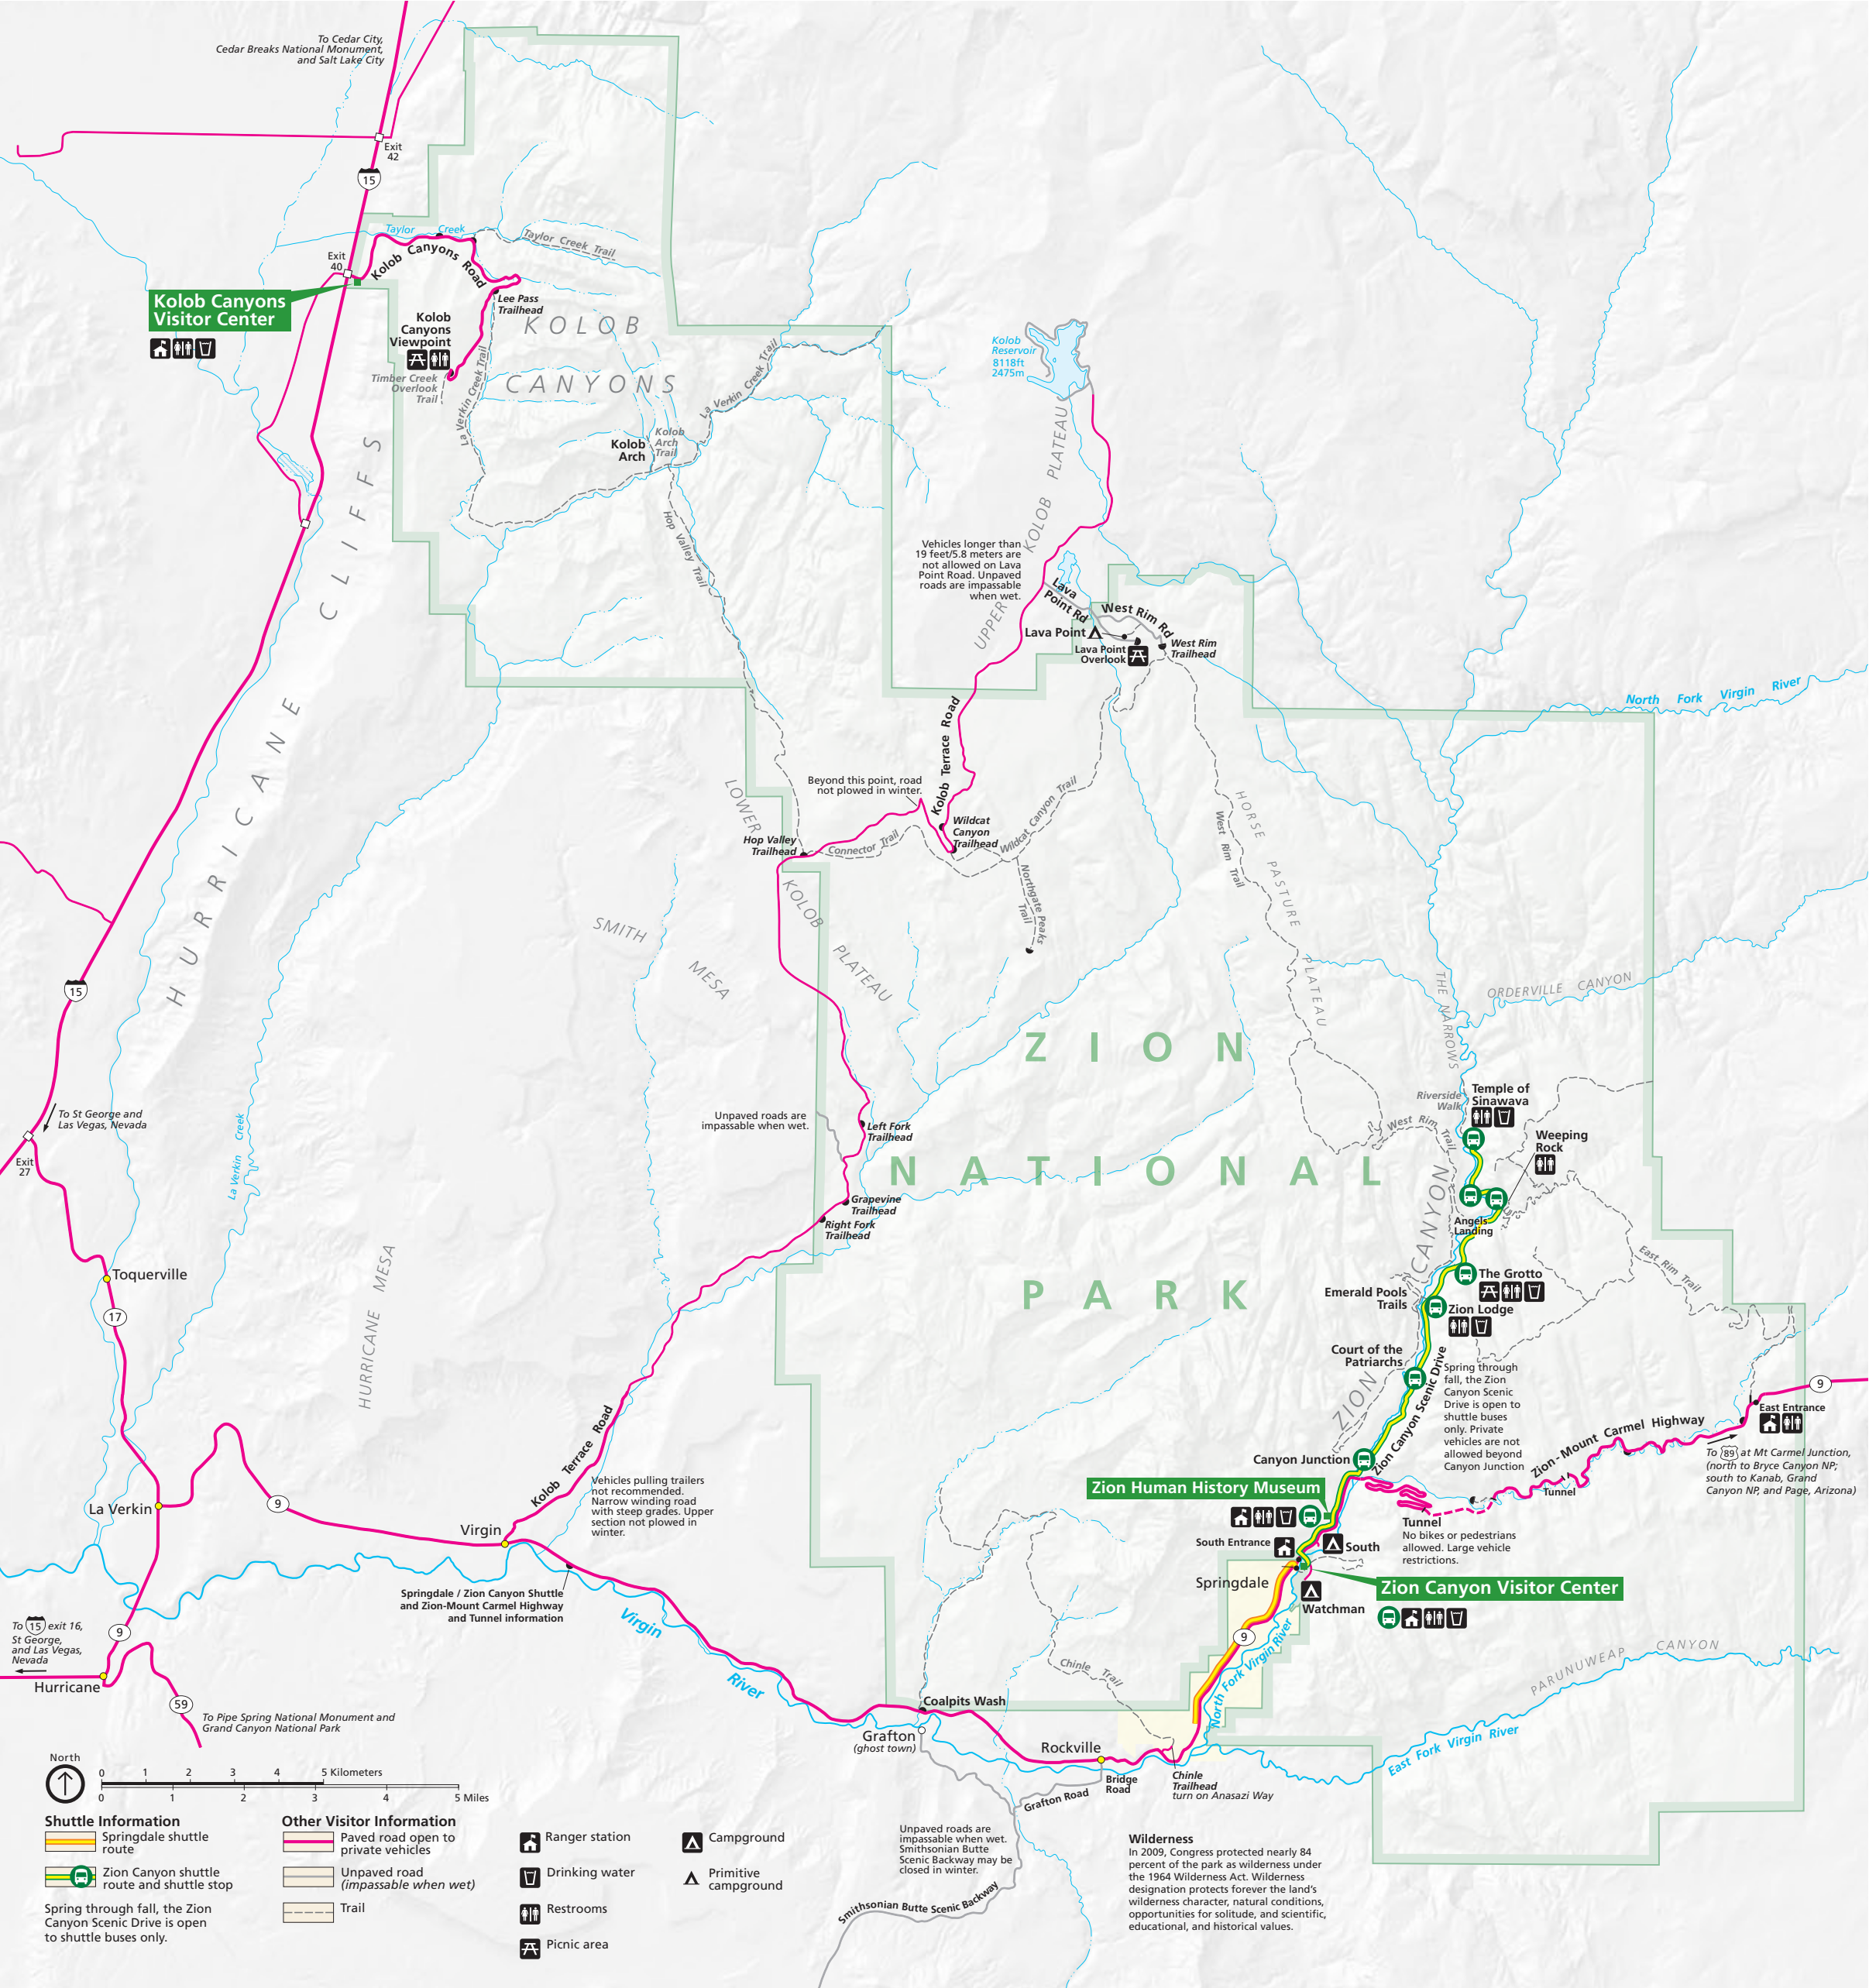 To Cedar City,
Cedar Breaks National Monument,
and Salt Lake City
Exit
42
15
Taylor Creek
Taylor Creek Trail
Exit
40
Kolob Canyons Road
Kolob Canyons
Visitor Center
Lee Pass
Trailhead
Kolob
Canyons
Viewpoint
KOLOB
CANYONS
Timber Creek
Overlook
Trail
La Verkin Creek Trail
La Verkin Creek Trail
Kolob
Arch
Kolob
Arch
Trail
Hop Valley Trail
Kolob
Reservoir
8118ft
2475m
UPPER KOLOB PLATEAU
Vehicles longer than
19 feet/5.8 meters are
not allowed on Lava
Point Road. Unpaved
roads are impassable
when wet.
Lava
Point Rd
West Rim Rd
Lava Point
Lava Point
Overlook
West Rim
Trailhead
North Fork Virgin River
HURRICANE CLIFFS
Kolob Terrace Road
Beyond this point, road
not plowed in winter.
LOWER
KOLOB
PLATEAU
Hop Valley
Trailhead
Connector Trail
Wildcat
Canyon
Trailhead
Wildcat Canyon Trail
Northgate Peaks
Trail
West Rim Trail
HORSE PASTURE PLATEAU
SMITH
MESA
15
THE NARROWS
ORDERVILLE CANYON
ZION
NATIONAL
PARK
To St George and
Las Vegas, Nevada
Exit
27
La Verkin Creek
Unpaved roads are
impassable when wet.
Left Fork
Trailhead
Grapevine
Trailhead
Right Fork
Trailhead
Riverside
Walk
Temple of
Sinawava
West Rim Trail
Weeping
Rock
Angels
Landing
ZION CANYON
East Rim Trail
The Grotto
Emerald Pools
Trails
Zion Lodge
Court of the
Patriarchs
Zion Canyon Scenic Drive
Spring through
fall, the Zion
Canyon Scenic
Drive is open to
shuttle buses
only. Private
vehicles are not
allowed beyond
Canyon Junction
Toquerville
17
HURRICANE MESA
9
East Entrance
Zion-Mount Carmel Highway
To 89 at Mt Carmel Junction,
(north to Bryce Canyon NP;
south to Kanab, Grand
Canyon NP, and Page, Arizona)
Tunnel
Canyon Junction
Zion Human History Museum
Tunnel
No bikes or pedestrians
allowed. Large vehicle
restrictions.
South Entrance
South
Springdale
Zion Canyon Visitor Center
Watchman
La Verkin
9
Kolob Terrace Road
Vehicles pulling trailers
not recommended.
Narrow winding road
with steep grades. Upper
section not plowed in
winter.
Virgin
Springdale / Zion Canyon Shuttle
and Zion-Mount Carmel Highway
and Tunnel information
Virgin River
9
North Fork Virgin River
Chinle Trail
PARUNUWEAP CANYON
East Fork Virgin River
To 15 exit 16,
St George,
and Las Vegas,
Nevada
9
Hurricane
59
To Pipe Spring National Monument and
Grand Canyon National Park
Coalpits Wash
Grafton
(ghost town)
Rockville
Bridge
Road
Grafton Road
Chinle
Trailhead
turn on Anasazi Way
Unpaved roads are
impassable when wet.
Smithsonian Butte
Scenic Backway may be
closed in winter.
Smithsonian Butte Scenic Backway
Wilderness
In 2009, Congress protected nearly 84
percent of the park as wilderness under
the 1964 Wilderness Act. Wilderness
designation protects forever the land's
wilderness character, natural conditions,
opportunities for solitude, and scientific,
educational, and historical values.
North
0 1 2 3 4 5 Kilometers
0 1 2 3 4 5 Miles
Shuttle Information
Springdale shuttle
route
Zion Canyon shuttle
route and shuttle stop
Spring through fall, the Zion
Canyon Scenic Drive is open
to shuttle buses only.
Other Visitor Information
Paved road open to
private vehicles
Unpaved road
(impassable when wet)
Trail
Ranger station
Drinking water
Restrooms
Picnic area
Campground
Primitive
campground